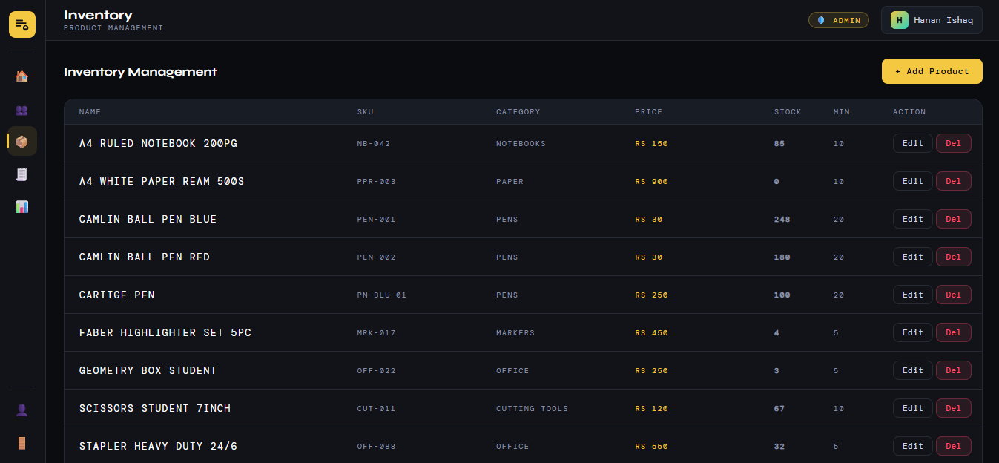 Inventory
PRODUCT MANAGEMENT
ADMIN
H Hanan Ishaq
Inventory Management
+ Add Product
NAME SKU CATEGORY PRICE STOCK MIN ACTION
A4 RULED NOTEBOOK 200PG NB-042 NOTEBOOKS RS 150 85 10 Edit Del
A4 WHITE PAPER REAM 500S PPR-003 PAPER RS 900 0 10 Edit Del
CAMLIN BALL PEN BLUE PEN-001 PENS RS 30 248 20 Edit Del
CAMLIN BALL PEN RED PEN-002 PENS RS 30 180 20 Edit Del
CARITGE PEN PN-BLU-01 PENS RS 250 100 20 Edit Del
FABER HIGHLIGHTER SET 5PC MRK-017 MARKERS RS 450 4 5 Edit Del
GEOMETRY BOX STUDENT OFF-022 OFFICE RS 250 3 5 Edit Del
SCISSORS STUDENT 7INCH CUT-011 CUTTING TOOLS RS 120 67 10 Edit Del
STAPLER HEAVY DUTY 24/6 OFF-088 OFFICE RS 550 32 5 Edit Del